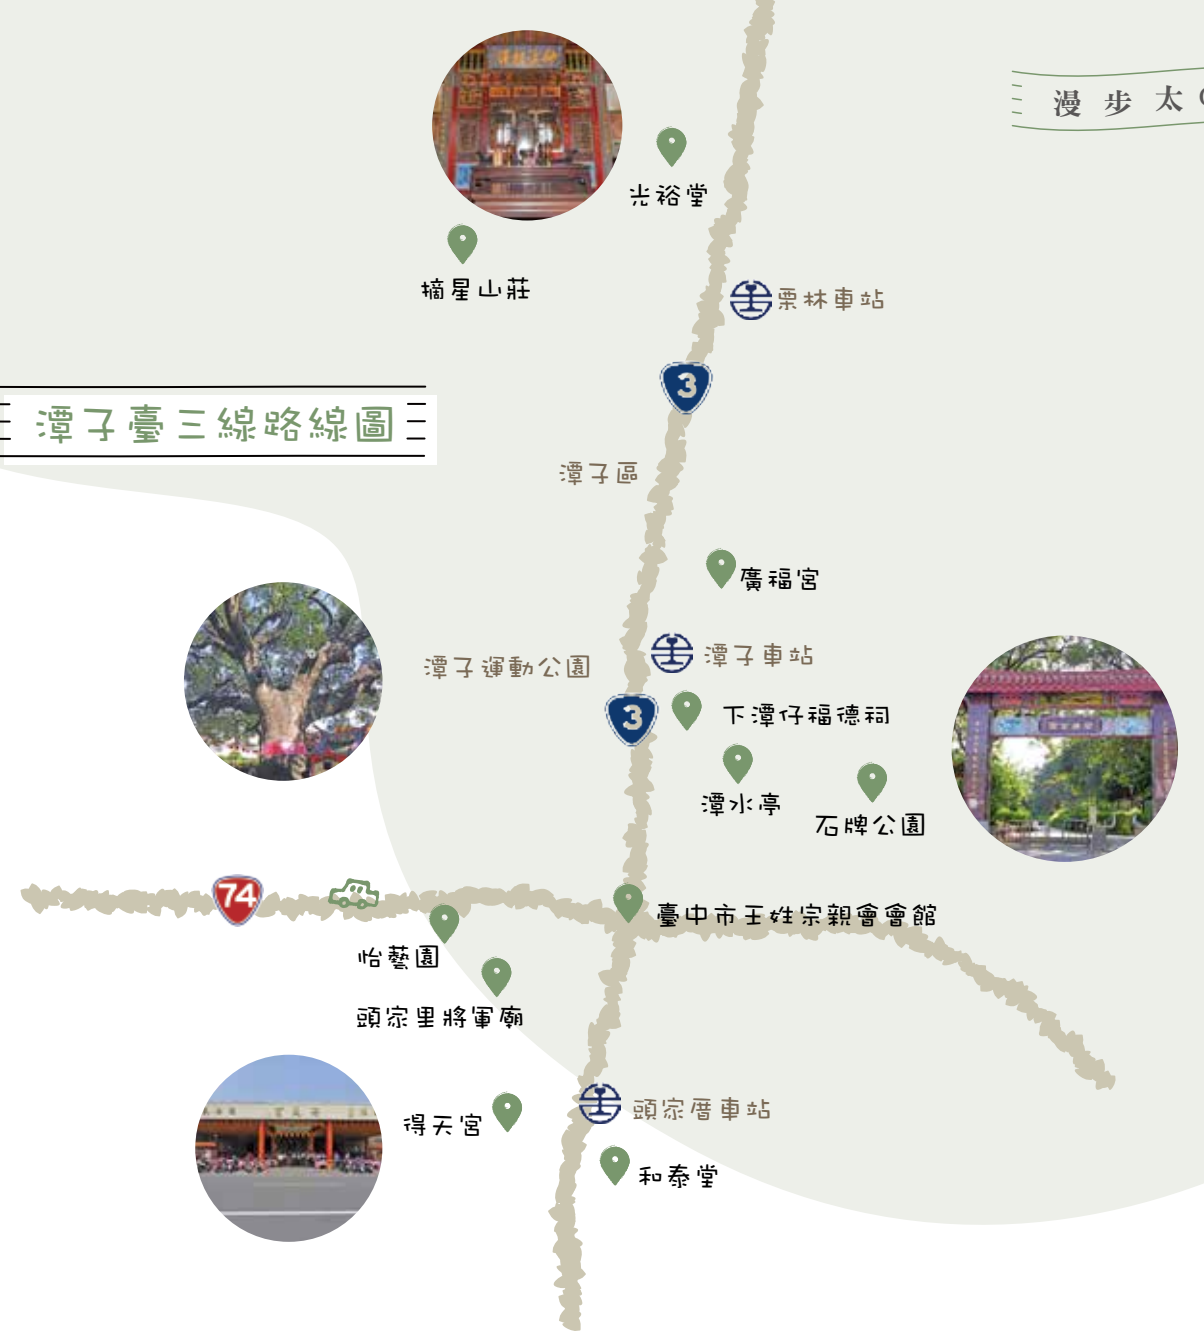 漫步太
光裕堂
摘星山莊
栗林車站
3
潭子臺三線路線圖
潭子區
廣福宮
潭子車站
潭子運動公園
3
下潭仔福德祠
潭水亭
石牌公園
74
臺中市王姓宗親會會館
怡藝園
頭家里將軍廟
得天宮
頭家厝車站
和泰堂